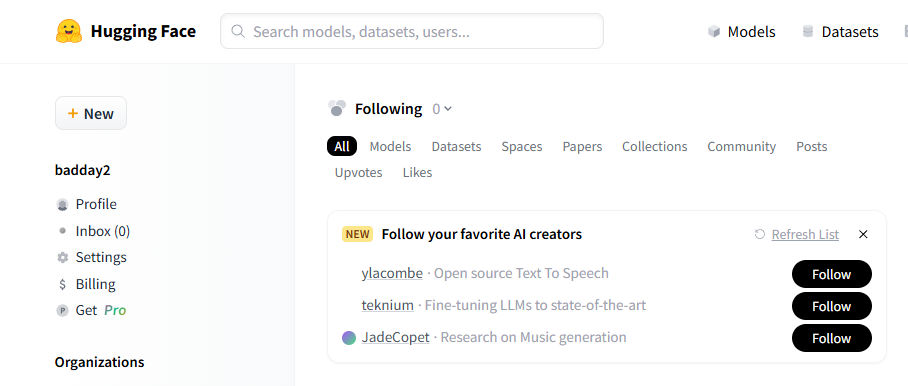 Hugging Face
Search models, datasets, users...
Models
Datasets
+ New
badday2
Profile
Inbox (0)
Settings
$ Billing
P Get Pro
Organizations
Following 0
All Models Datasets Spaces Papers Collections Community Posts
Upvotes Likes
NEW Follow your favorite AI creators
Refresh List
ylacombe · Open source Text To Speech
Follow
teknium · Fine-tuning LLMs to state-of-the-art
Follow
JadeCopet · Research on Music generation
Follow